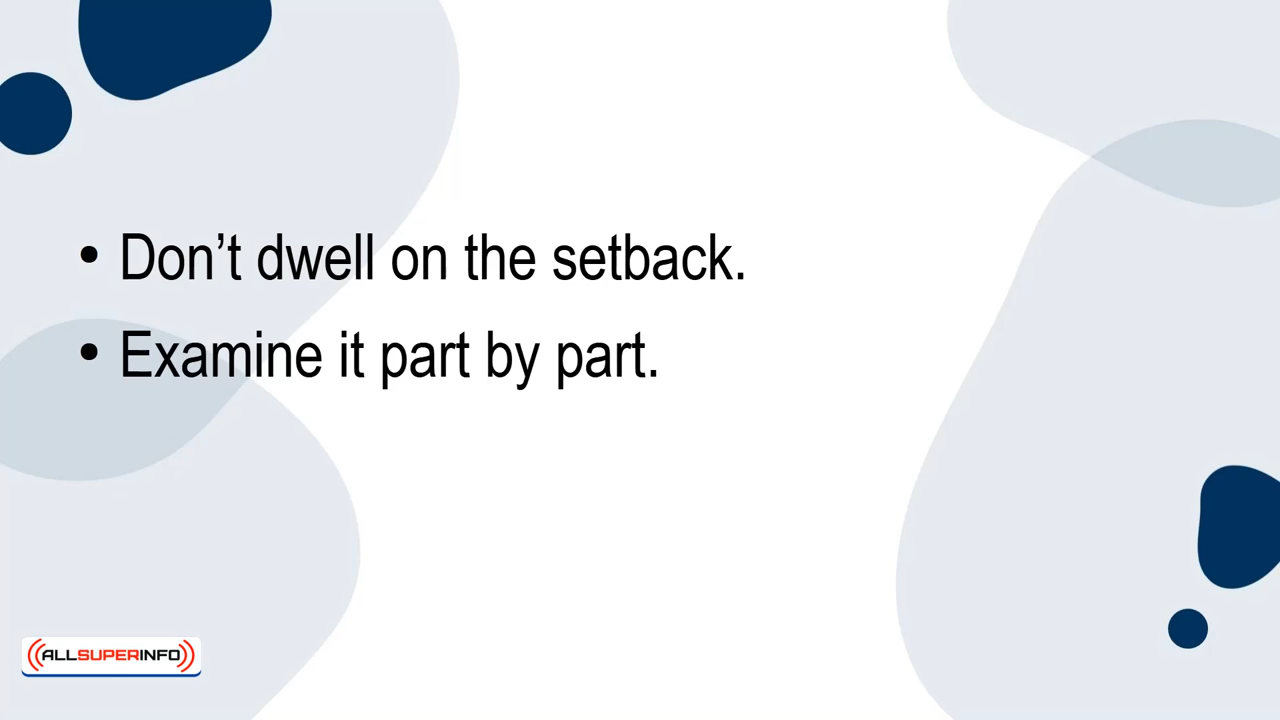 • Don’t dwell on the setback.
• Examine it part by part.
((ALLSUPERINFO))